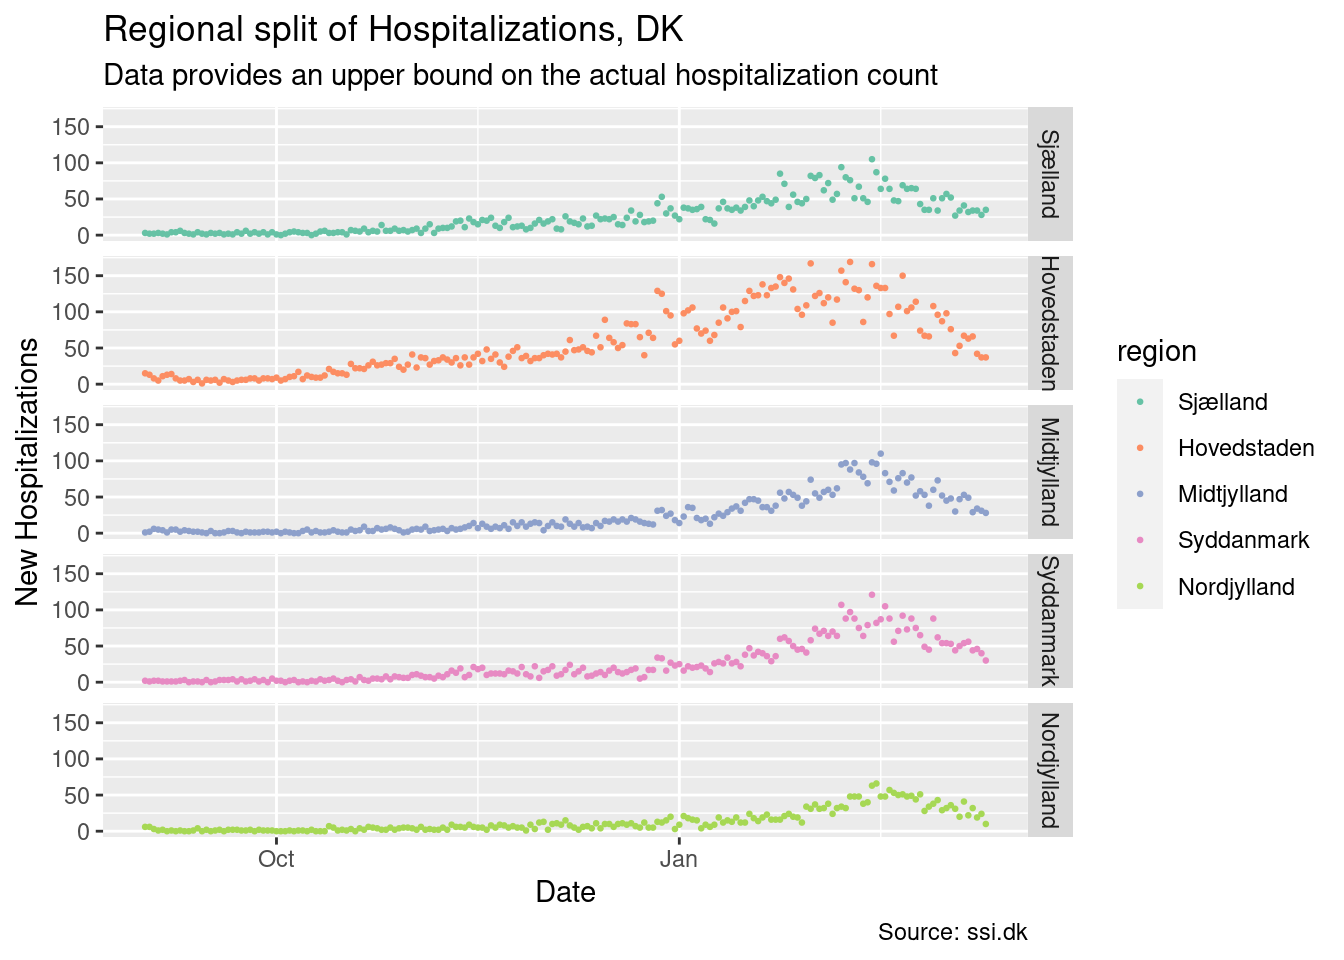 Regional split of Hospitalizations, DK
Data provides an upper bound on the actual hospitalization count
New Hospitalizations
150
100
50
0
Sjælland
150
100
50
0
Hovedstaden
150
100
50
0
Midtjylland
150
100
50
0
Syddanmark
150
100
50
0
Nordjylland
Oct
Jan
Date
region
Sjælland
Hovedstaden
Midtjylland
Syddanmark
Nordjylland
Source: ssi.dk